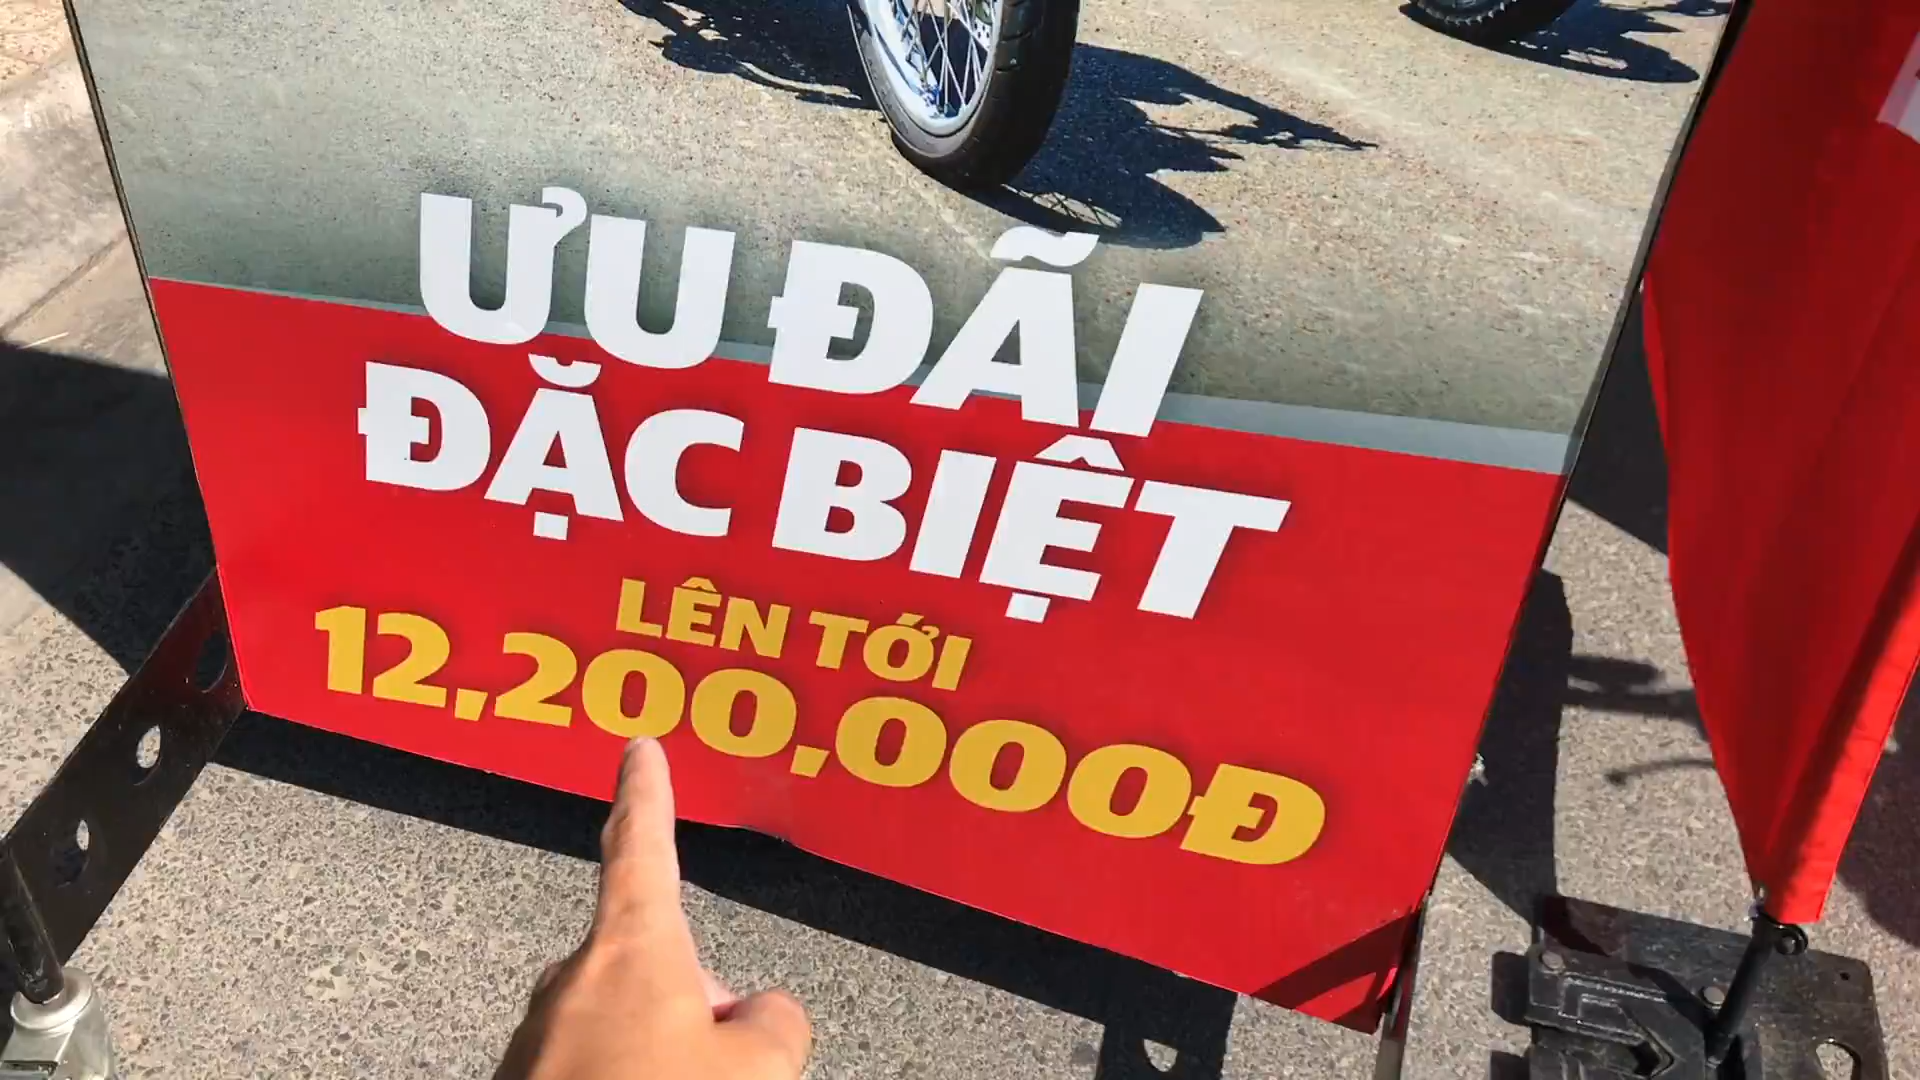 ƯU ĐÃI
ĐẶC BIỆT
LÊN TỚI
12,200,000Đ